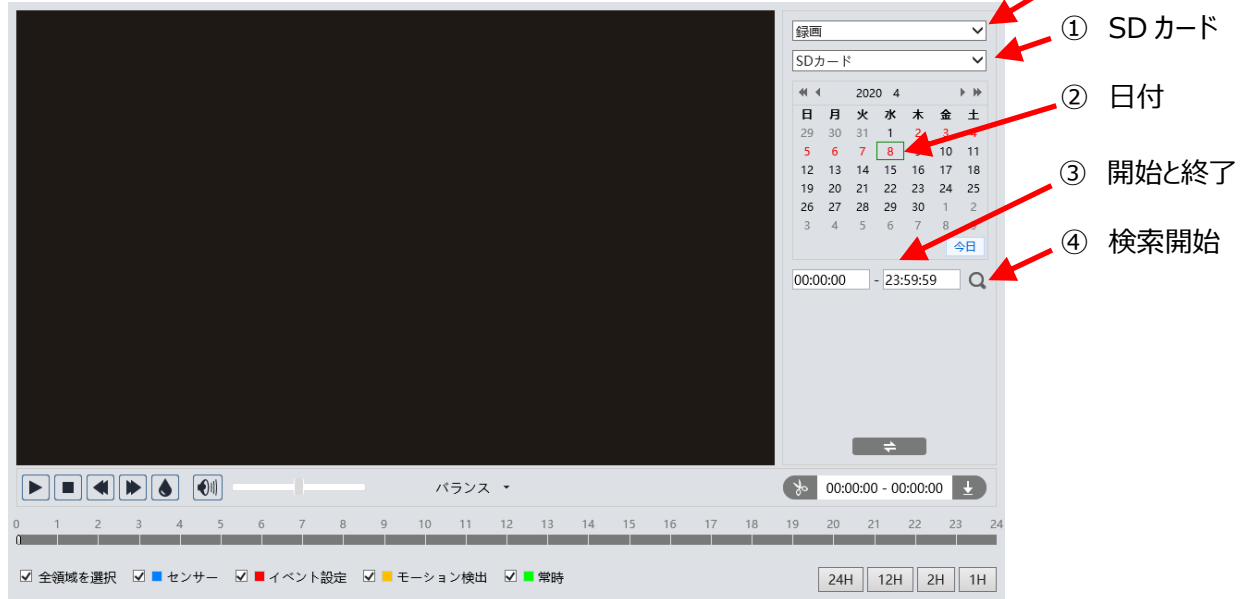 録画
① SD カード
SDカード
2020 4
② 日付
日 月 火 水 木 金 土
29 30 31 1 2 3 4
5 6 7 8 9 10 11
12 13 14 15 16 17 18
19 20 21 22 23 24 25
26 27 28 29 30 1 2
3 4 5 6 7 8 9
今日
③ 開始と終了
④ 検索開始
00:00:00 - 23:59:59
バランス
00:00:00 - 00:00:00
0 1 2 3 4 5 6 7 8 9 10 11 12 13 14 15 16 17 18 19 20 21 22 23 24
全領域を選択 センサー イベント設定 モーション検出 常時
24H 12H 2H 1H